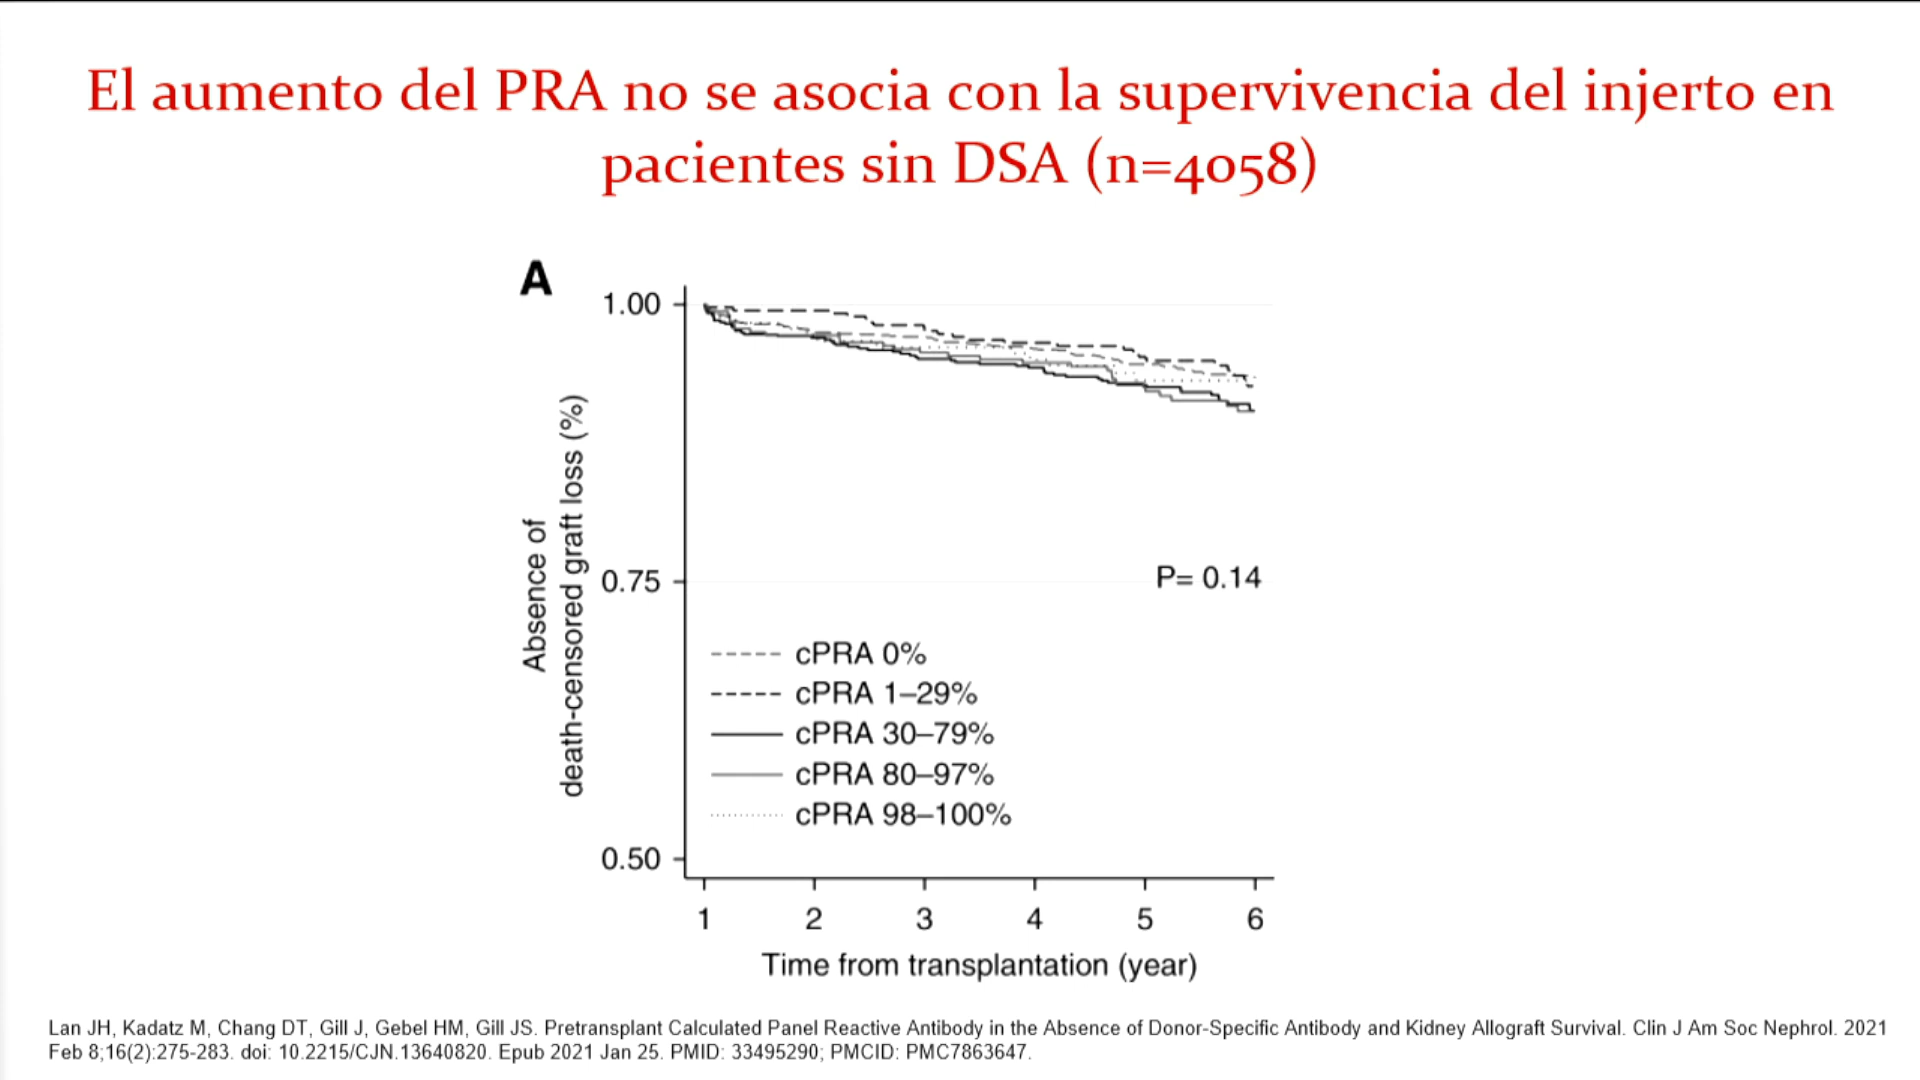 El aumento del PRA no se asocia con la supervivencia del injerto en
pacientes sin DSA (n=4058)
A
Absence of
death-censored graft loss (%)
1.00
0.75
0.50
P= 0.14
cPRA 0%
cPRA 1–29%
cPRA 30–79%
cPRA 80–97%
cPRA 98–100%
1 2 3 4 5 6
Time from transplantation (year)
Lan JH, Kadatz M, Chang DT, Gill J, Gebel HM, Gill JS. Pretransplant Calculated Panel Reactive Antibody in the Absence of Donor-Specific Antibody and Kidney Allograft Survival. Clin J Am Soc Nephrol. 2021
Feb 8;16(2):275-283. doi: 10.2215/CJN.13640820. Epub 2021 Jan 25. PMID: 33495290; PMCID: PMC7863647.